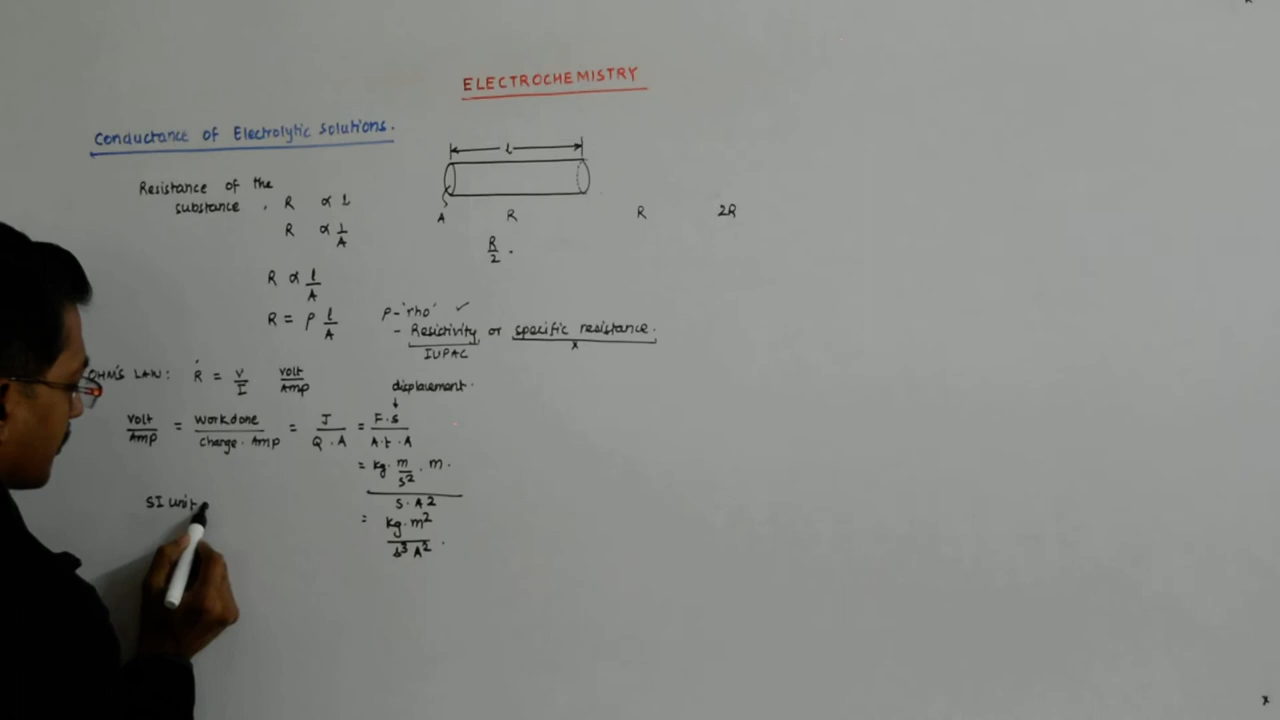 ELECTROCHEMISTRY
Conductance of Electrolytic Solutions.
l
Resistance of the
substance , R ∝ l
A R R 2R
R ∝ 1/A
R/2 .
R ∝ l/A
R = ρ l/A
ρ - 'rho' ✓
- Resictivity or specific resistance.
IUPAC x
OHM'S LAW: R = V/I volt/Amp
displacement.
Volt/Amp = Workdone/Charge. Amp = J/Q.A = F.s/A.t.A
= kg. m/s² . m. / s. A²
= kg.m²/s³ A² .
SI unit
x